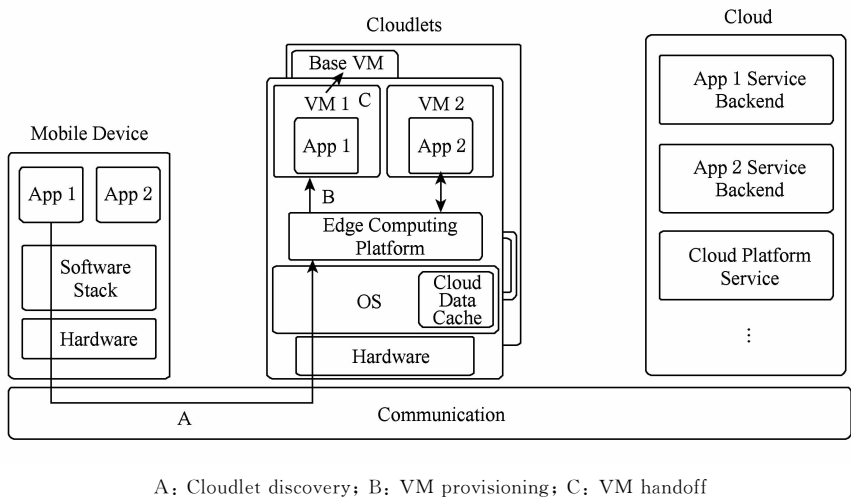 Cloudlets
Cloud
Base VM
VM 1
C
VM 2
App 1
App 2
B
Edge Computing
Platform
OS
Cloud
Data
Cache
Hardware
Mobile Device
App 1
App 2
Software
Stack
Hardware
App 1 Service
Backend
App 2 Service
Backend
Cloud Platform
Service
⋮
A
Communication
A: Cloudlet discovery; B: VM provisioning; C: VM handoff